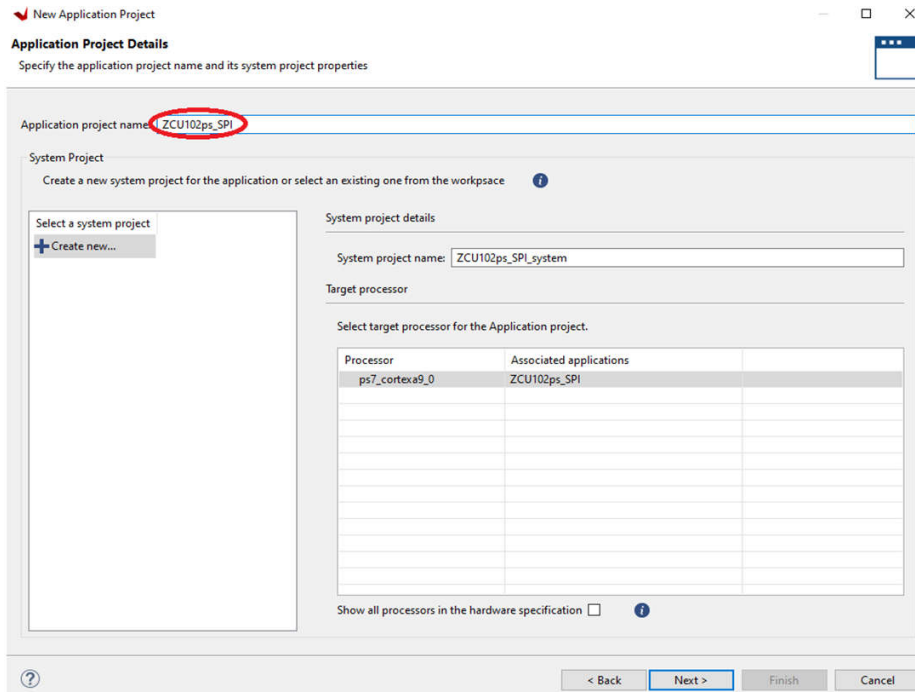 New Application Project
Application Project Details
Specify the application project name and its system project properties
Application project name: ZCU102ps_SPI
System Project
Create a new system project for the application or select an existing one from the workpsace
Select a system project
Create new...
System project details
System project name: ZCU102ps_SPI_system
Target processor
Select target processor for the Application project.
Processor Associated applications
ps7_cortexa9_0 ZCU102ps_SPI
Show all processors in the hardware specification
< Back Next > Finish Cancel